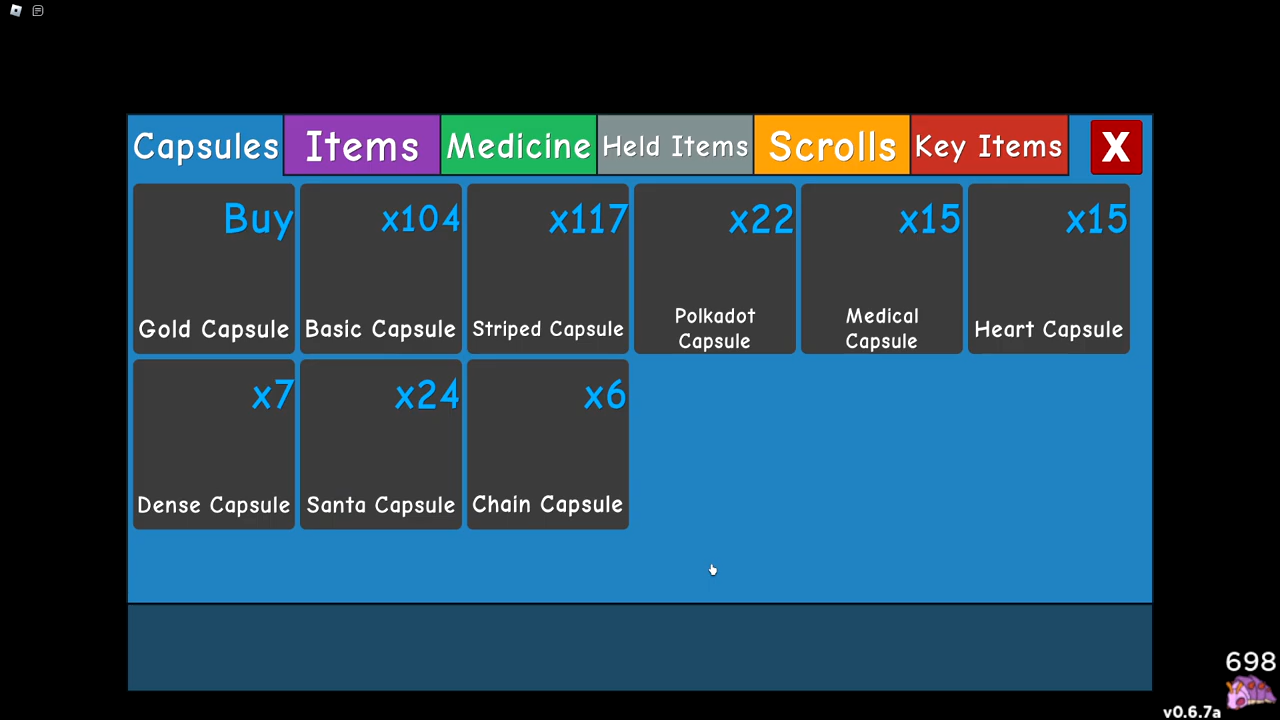 Capsules Items Medicine Held Items Scrolls Key Items X
Buy x104 x117 x22 x15 x15
Gold Capsule Basic Capsule Striped Capsule Polkadot Capsule Medical Capsule Heart Capsule
x7 x24 x6
Dense Capsule Santa Capsule Chain Capsule
698
v0.6.7a